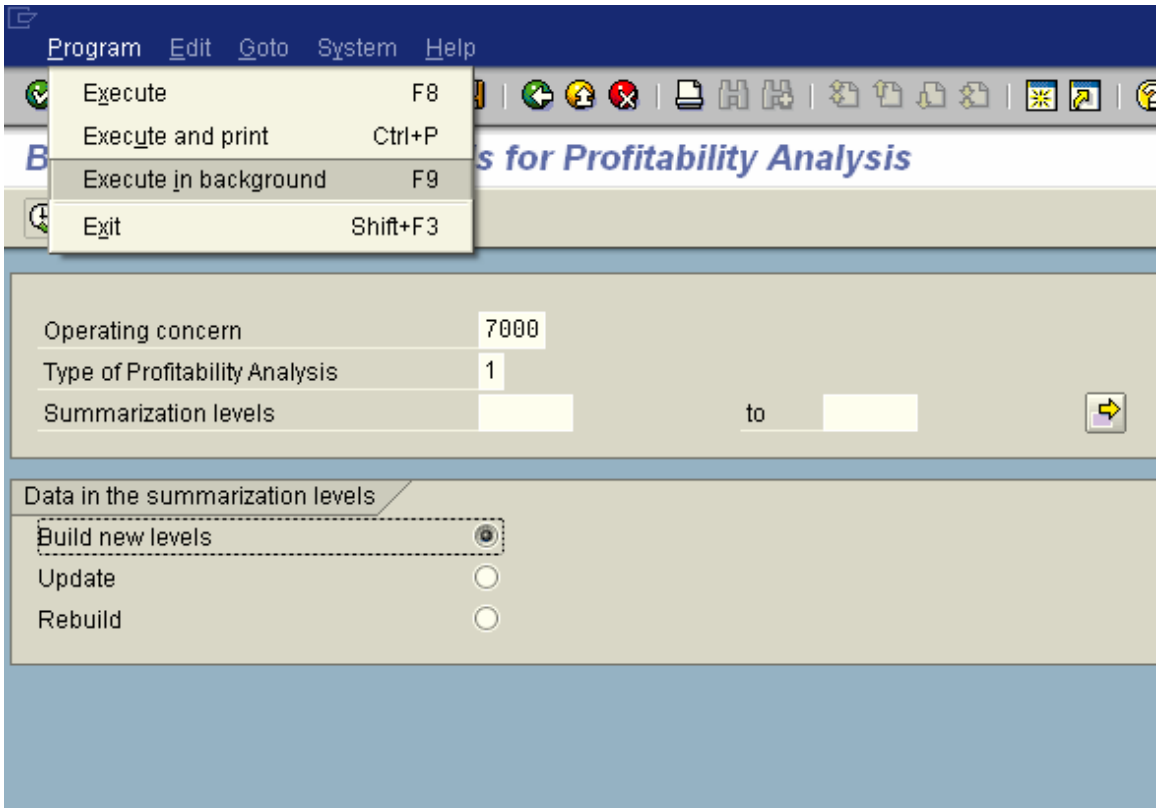 Program Edit Goto System Help
Execute F8
Execute and print Ctrl+P
Execute in background F9
Exit Shift+F3
s for Profitability Analysis
Operating concern 7000
Type of Profitability Analysis 1
Summarization levels to
Data in the summarization levels
Build new levels
Update
Rebuild